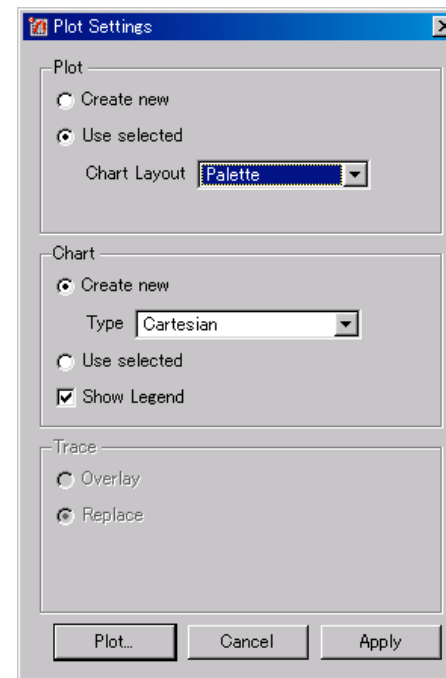 Plot Settings
Plot
Create new
Use selected
Chart Layout Palette
Chart
Create new
Type Cartesian
Use selected
Show Legend
Trace
Overlay
Replace
Plot... Cancel Apply